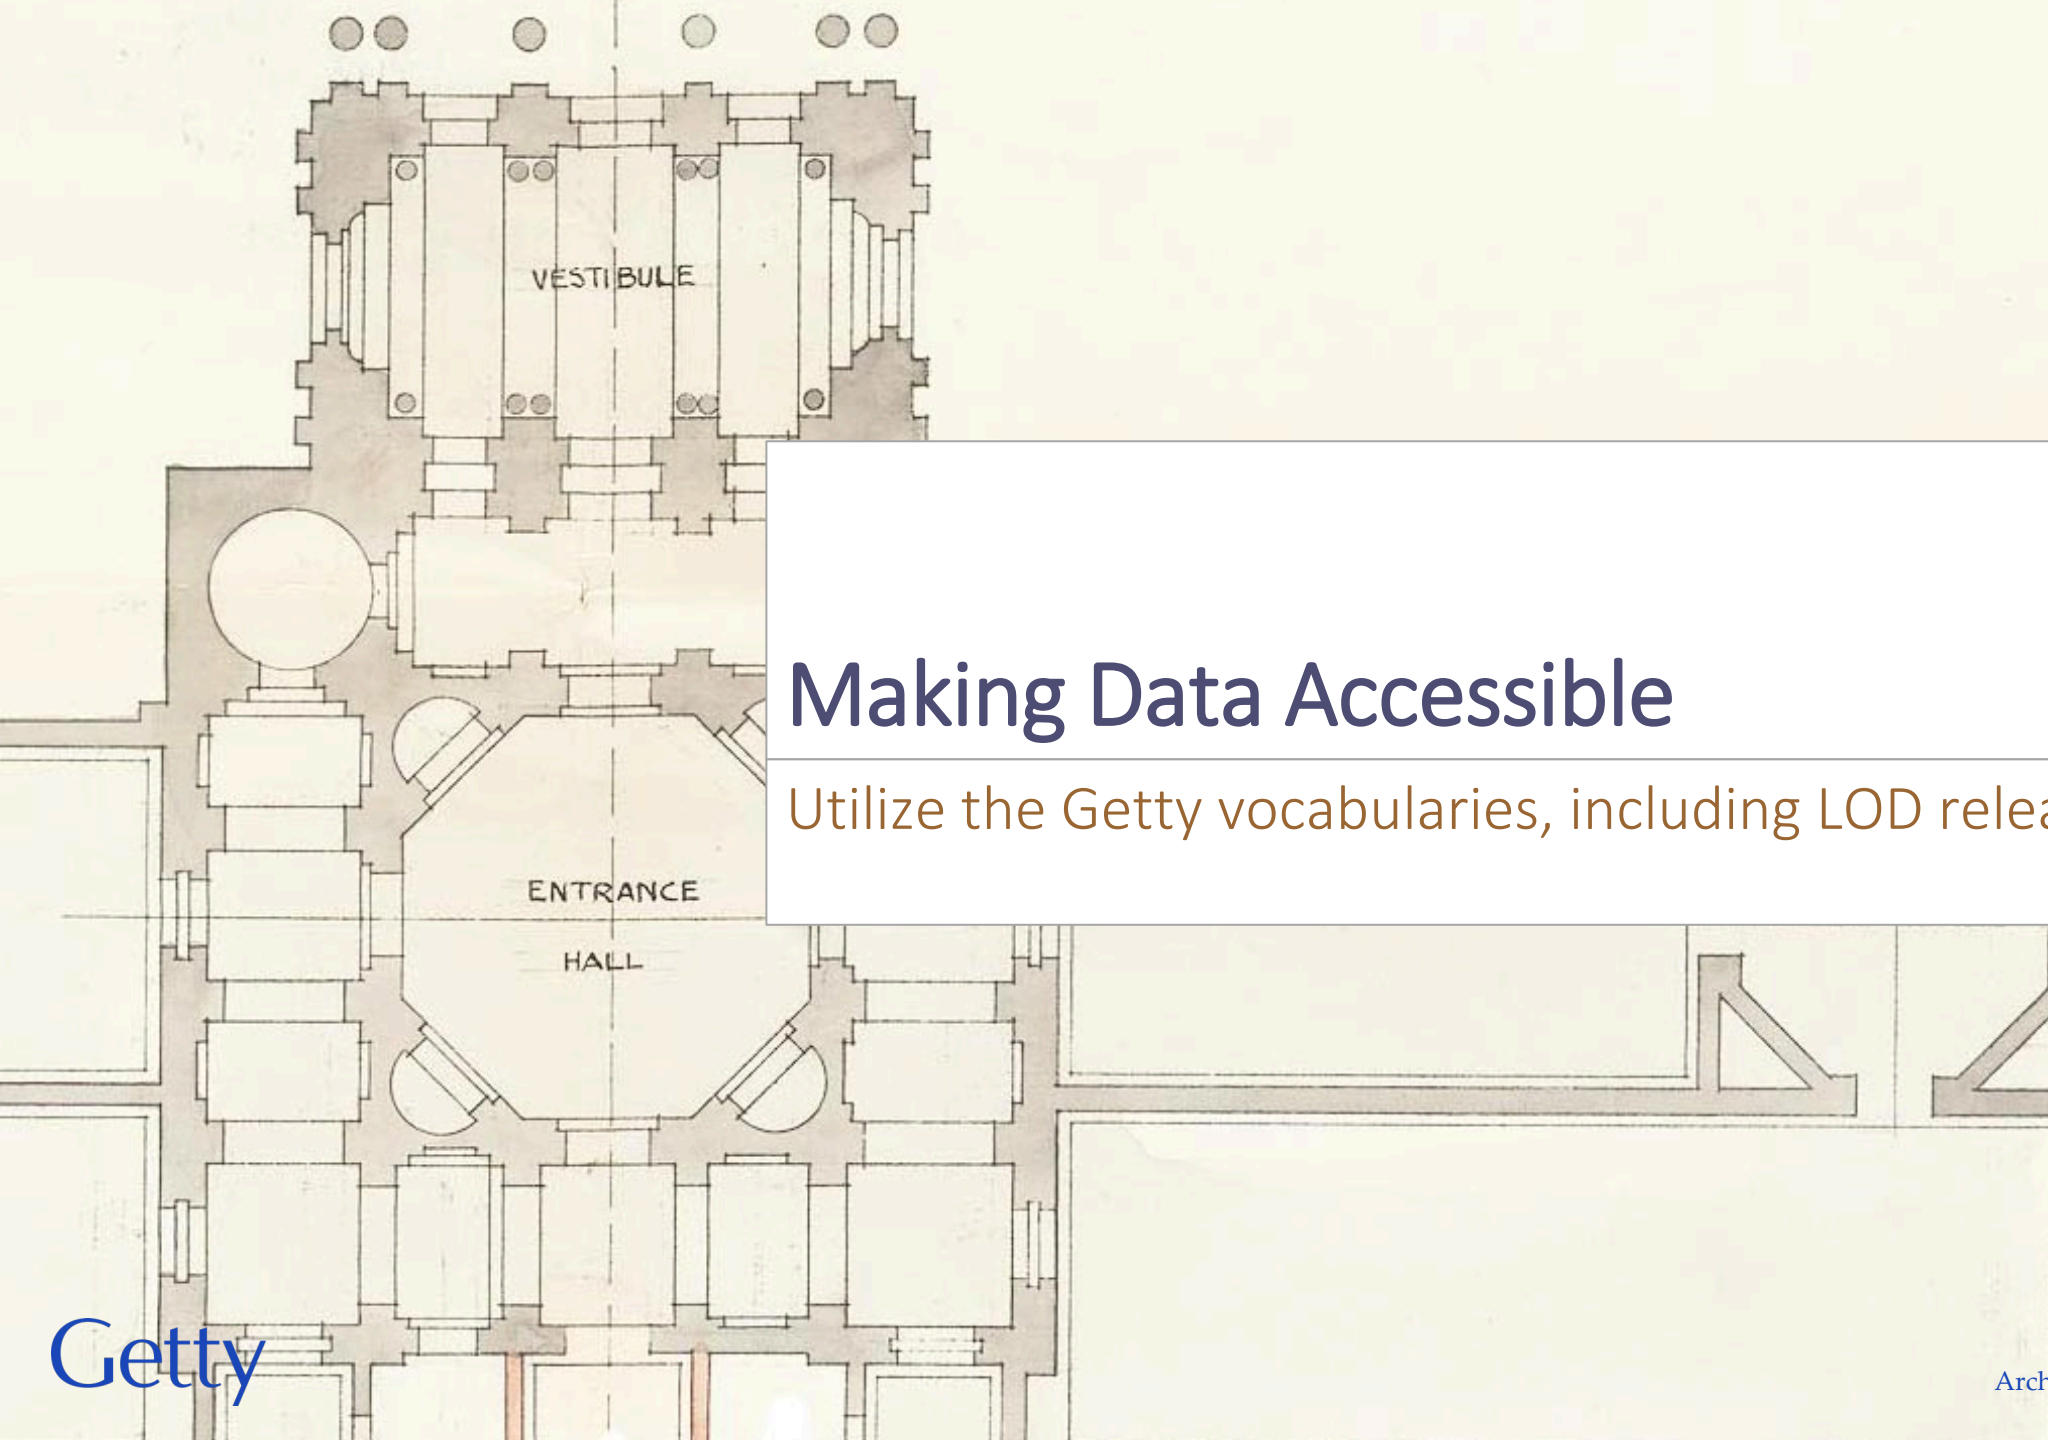 VESTIBULE
Making Data Accessible
Utilize the Getty vocabularies, including LOD
ENTRANCE
HALL
Getty